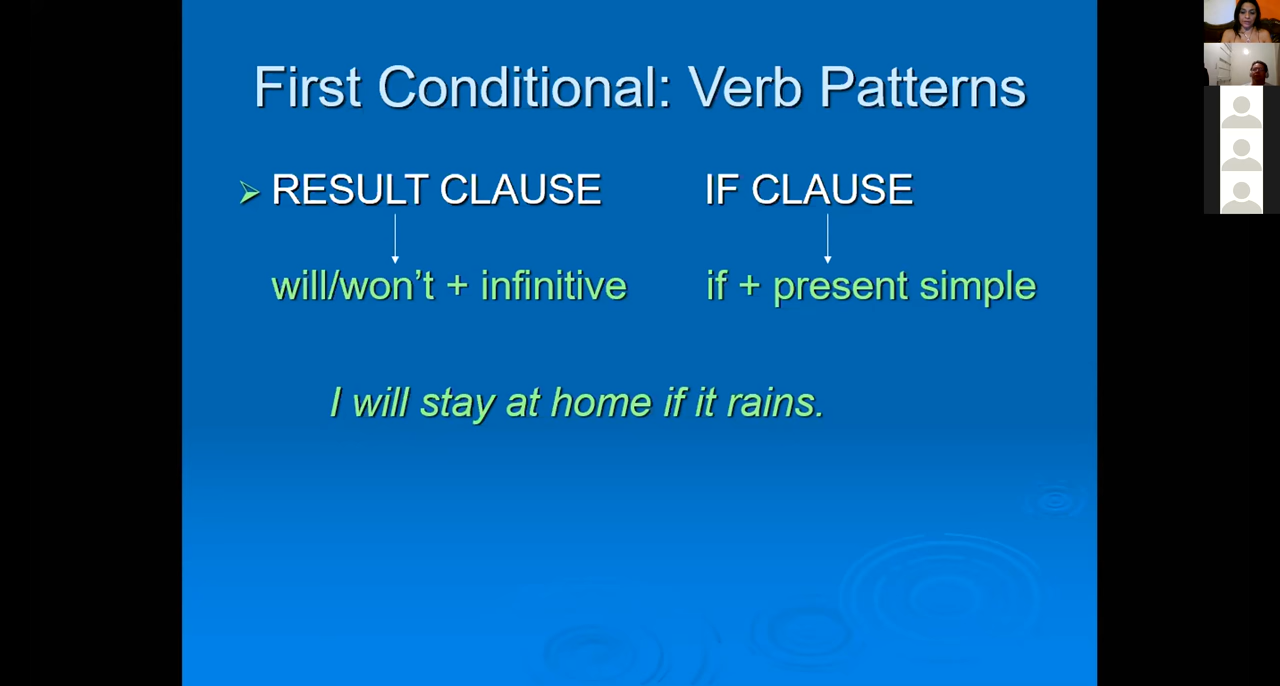 First Conditional: Verb Patterns
RESULT CLAUSE IF CLAUSE
will/won't + infinitive if + present simple
I will stay at home if it rains.